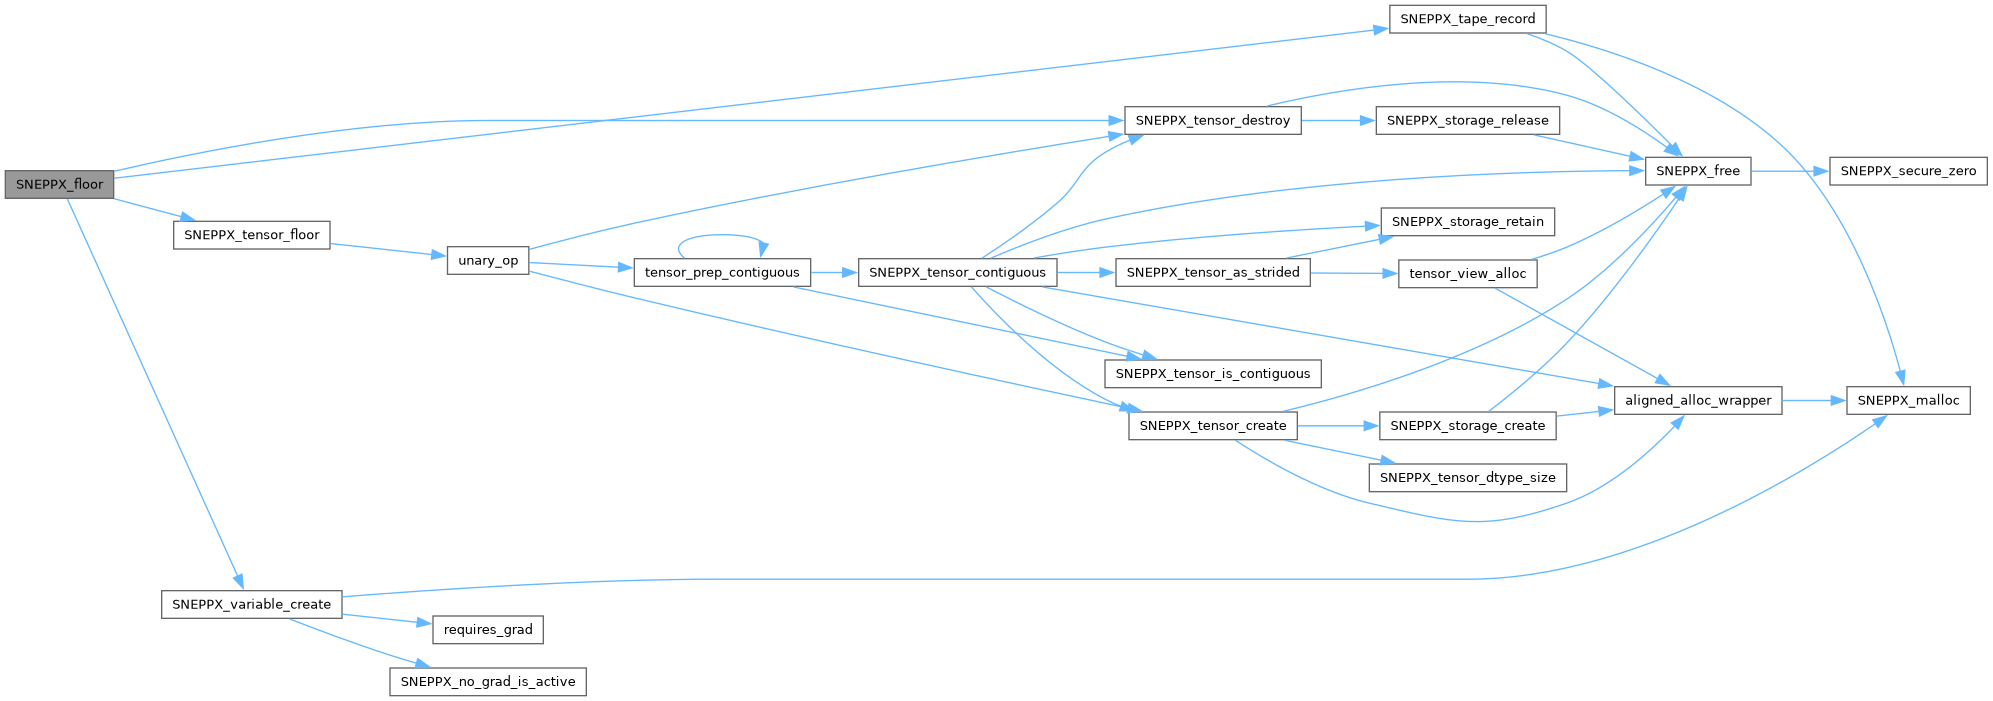 SNEPPX_tape_record
SNEPPX_tensor_destroy
SNEPPX_storage_release
SNEPPX_free
SNEPPX_secure_zero
SNEPPX_floor
SNEPPX_tensor_floor
SNEPPX_storage_retain
unary_op
tensor_prep_contiguous
SNEPPX_tensor_contiguous
SNEPPX_tensor_as_strided
tensor_view_alloc
SNEPPX_tensor_is_contiguous
aligned_alloc_wrapper
SNEPPX_malloc
SNEPPX_tensor_create
SNEPPX_storage_create
SNEPPX_tensor_dtype_size
SNEPPX_variable_create
requires_grad
SNEPPX_no_grad_is_active